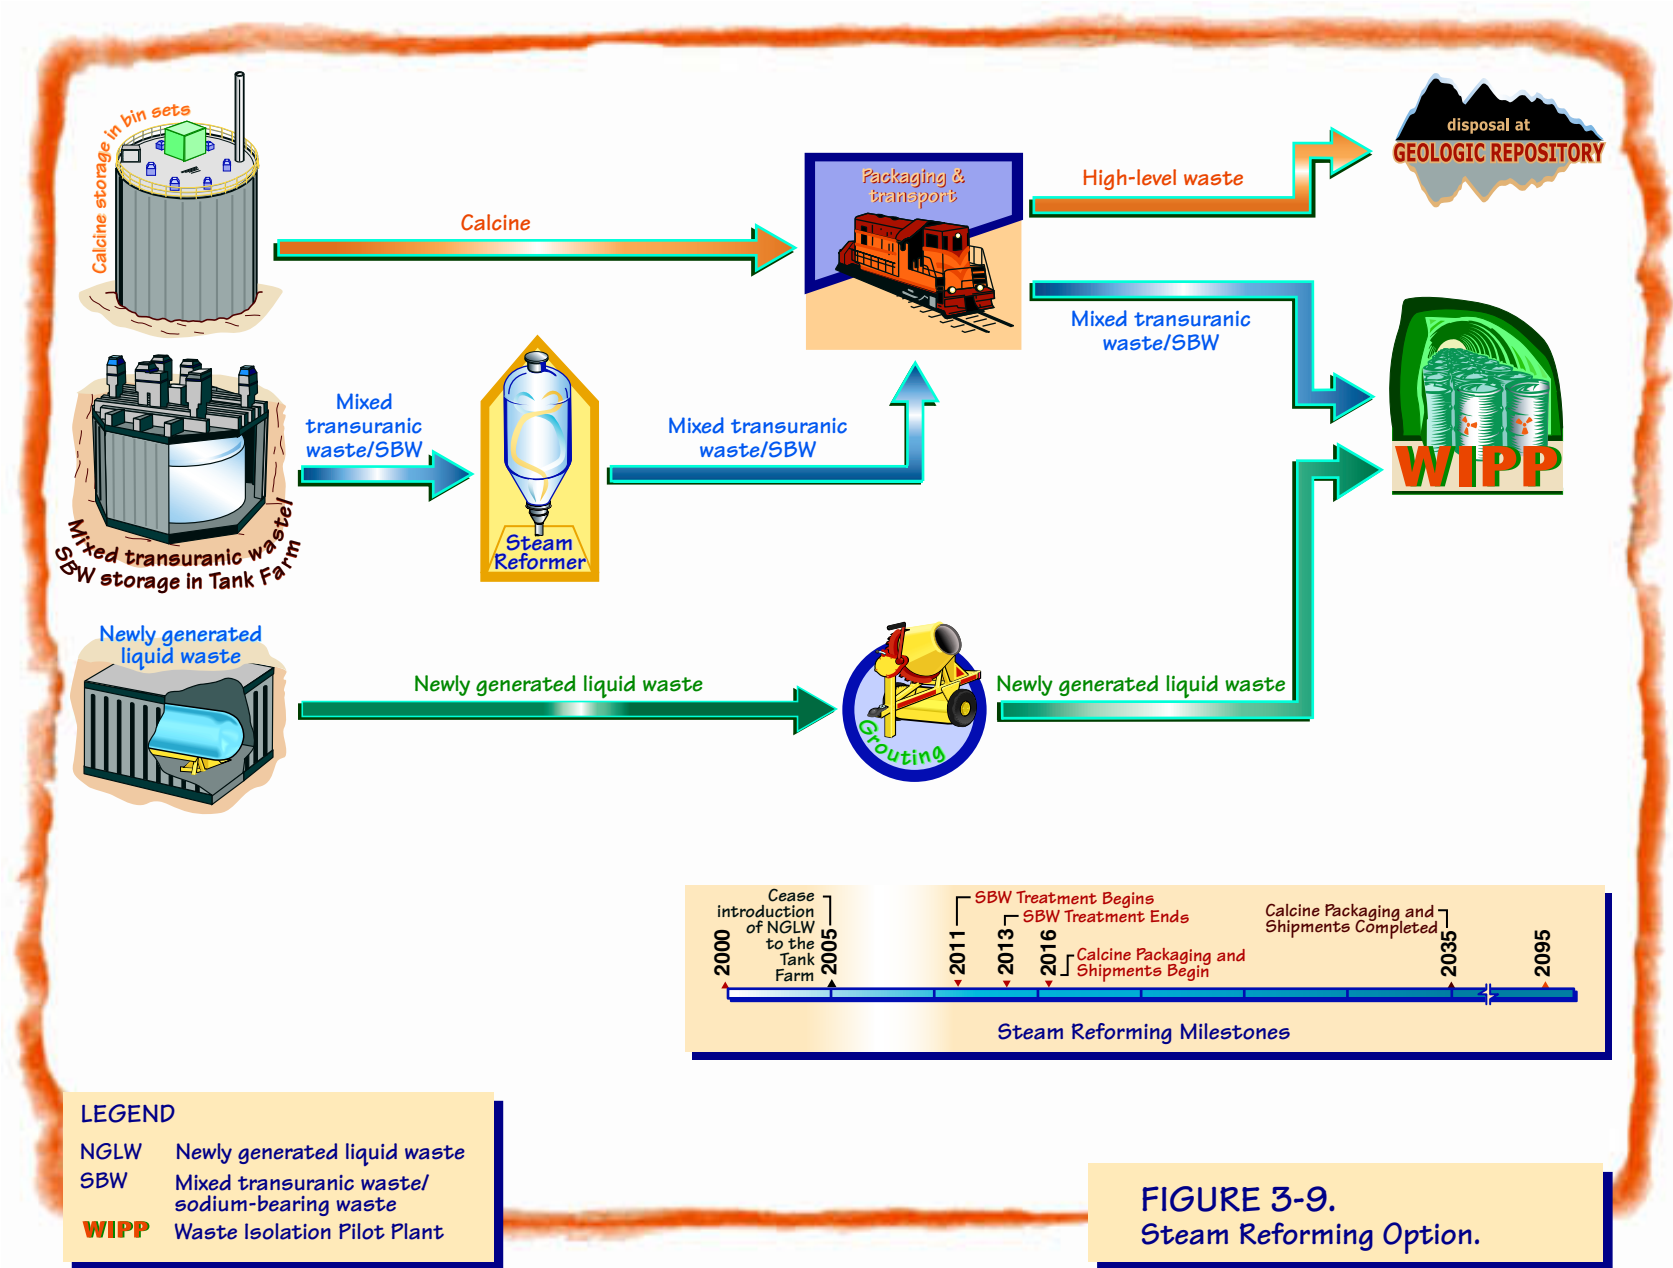 Calcine storage in bin sets
Calcine
Packaging &
transport
High-level waste
disposal at
GEOLOGIC REPOSITORY
Mixed transuranic
waste/SBW
WIPP
Mixed
transuranic
waste/SBW
Steam
Reformer
Mixed transuranic
waste/SBW
Mixed transuranic waste/
SBW storage in Tank Farm
Newly generated
liquid waste
Newly generated liquid waste
Grouting
Newly generated liquid waste
2000
Cease
introduction
of NGLW
to the
Tank
Farm
2005
2011
SBW Treatment Begins
2013
SBW Treatment Ends
2016
Calcine Packaging and
Shipments Begin
Calcine Packaging and
Shipments Completed
2035
2095
Steam Reforming Milestones
LEGEND
NGLW Newly generated liquid waste
SBW Mixed transuranic waste/
sodium-bearing waste
WIPP Waste Isolation Pilot Plant
FIGURE 3-9.
Steam Reforming Option.